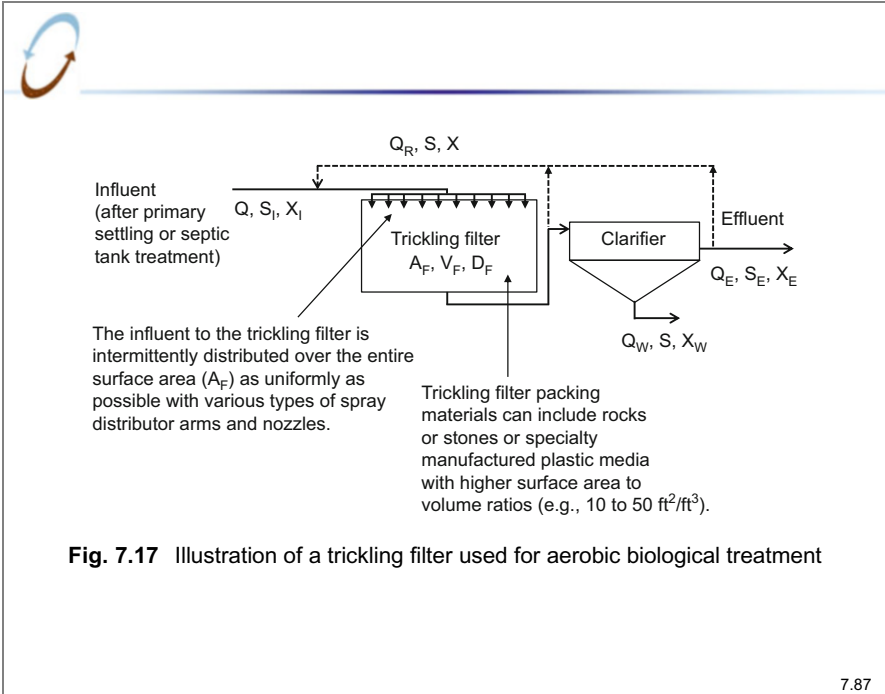 Q_R, S, X
Influent
(after primary
settling or septic
tank treatment)
Q, S_I, X_I
Trickling filter
A_F, V_F, D_F
Clarifier
Effluent
Q_E, S_E, X_E
Q_W, S, X_W
The influent to the trickling filter is
intermittently distributed over the entire
surface area (A_F) as uniformly as
possible with various types of spray
distributor arms and nozzles.
Trickling filter packing
materials can include rocks
or stones or specialty
manufactured plastic media
with higher surface area to
volume ratios (e.g., 10 to 50 ft²/ft³).
Fig. 7.17 Illustration of a trickling filter used for aerobic biological treatment
7.87